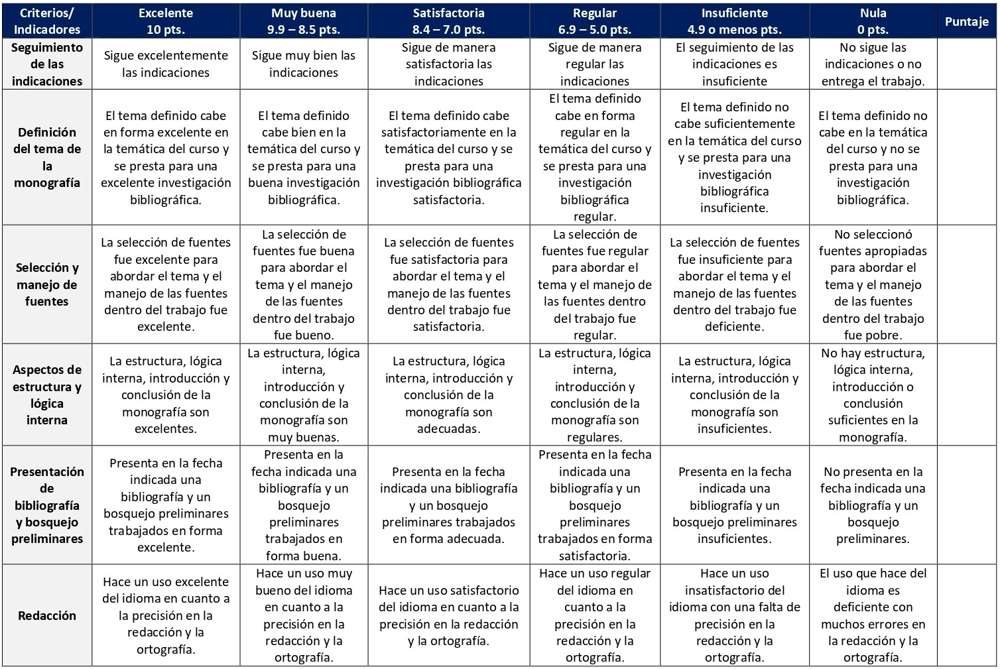 Criterios/
Indicadores
Excelente
10 pts.
Muy buena
9.9 – 8.5 pts.
Satisfactoria
8.4 – 7.0 pts.
Regular
6.9 – 5.0 pts.
Insuficiente
4.9 o menos pts.
Nula
0 pts.
Puntaje
Seguimiento
de las
indicaciones
Sigue excelentemente
las indicaciones
Sigue muy bien las
indicaciones
Sigue de manera
satisfactoria las
indicaciones
Sigue de manera
regular las
indicaciones
El seguimiento de las
indicaciones es
insuficiente
No sigue las
indicaciones o no
entrega el trabajo.
Definición
del tema de
la
monografía
El tema definido cabe
en forma excelente en
la temática del curso y
se presta para una
excelente investigación
bibliográfica.
El tema definido
cabe bien en la
temática del curso y
se presta para una
buena investigación
bibliográfica.
El tema definido cabe
satisfactoriamente en la
temática del curso y se
presta para una
investigación bibliográfica
satisfactoria.
El tema definido
cabe en forma
regular en la
temática del curso y
se presta para una
investigación
bibliográfica
regular.
El tema definido no
cabe suficientemente
en la temática del curso
y se presta para una
investigación
bibliográfica
insuficiente.
El tema definido no
cabe en la temática
del curso y no se
presta para una
investigación
bibliográfica.
Selección y
manejo de
fuentes
La selección de fuentes
fue excelente para
abordar el tema y el
manejo de las fuentes
dentro del trabajo fue
excelente.
La selección de
fuentes fue buena
para abordar el
tema y el manejo
de las fuentes
dentro del trabajo
fue bueno.
La selección de fuentes
fue satisfactoria para
abordar el tema y el
manejo de las fuentes
dentro del trabajo fue
satisfactoria.
La selección de
fuentes fue regular
para abordar el
tema y el manejo de
las fuentes dentro
del trabajo fue
regular.
La selección de fuentes
fue insuficiente para
abordar el tema y el
manejo de las fuentes
dentro del trabajo fue
deficiente.
No seleccionó
fuentes apropiadas
para abordar el
tema y el manejo
de las fuentes
dentro del trabajo
fue pobre.
Aspectos de
estructura y
lógica
interna
La estructura, lógica
interna, introducción y
conclusión de la
monografía son
excelentes.
La estructura, lógica
interna,
introducción y
conclusión de la
monografía son
muy buenas.
La estructura, lógica
interna, introducción y
conclusión de la
monografía son
adecuadas.
La estructura, lógica
interna,
introducción y
conclusión de la
monografía son
regulares.
La estructura, lógica
interna, introducción y
conclusión de la
monografía son
insuficientes.
No hay estructura,
lógica interna,
introducción o
conclusión
suficientes en la
monografía.
Presentación
de
bibliografía
y bosquejo
preliminares
Presenta en la fecha
indicada una
bibliografía y un
bosquejo preliminares
trabajados en forma
excelente.
Presenta en la
fecha indicada una
bibliografía y un
bosquejo
preliminares
trabajados en
forma buena.
Presenta en la fecha
indicada una bibliografía
y un bosquejo
preliminares trabajados
en forma adecuada.
Presenta en la fecha
indicada una
bibliografía y un
bosquejo
preliminares
trabajados en forma
satisfactoria.
Presenta en la fecha
indicada una
bibliografía y un
bosquejo preliminares
insuficientes.
No presenta en la
fecha indicada una
bibliografía y un
bosquejo
preliminares.
Redacción
Hace un uso excelente
del idioma en cuanto a
la precisión en la
redacción y la
ortografía.
Hace un uso muy
bueno del idioma
en cuanto a la
precisión en la
redacción y la
ortografía.
Hace un uso satisfactorio
del idioma en cuanto a la
precisión en la redacción
y la ortografía.
Hace un uso regular
del idioma en
cuanto a la
precisión en la
redacción y la
ortografía.
Hace un uso
insatisfactorio del
idioma con una falta de
precisión en la
redacción y la
ortografía.
El uso que hace del
idioma es
deficiente con
muchos errores en
la redacción y la
ortografía.